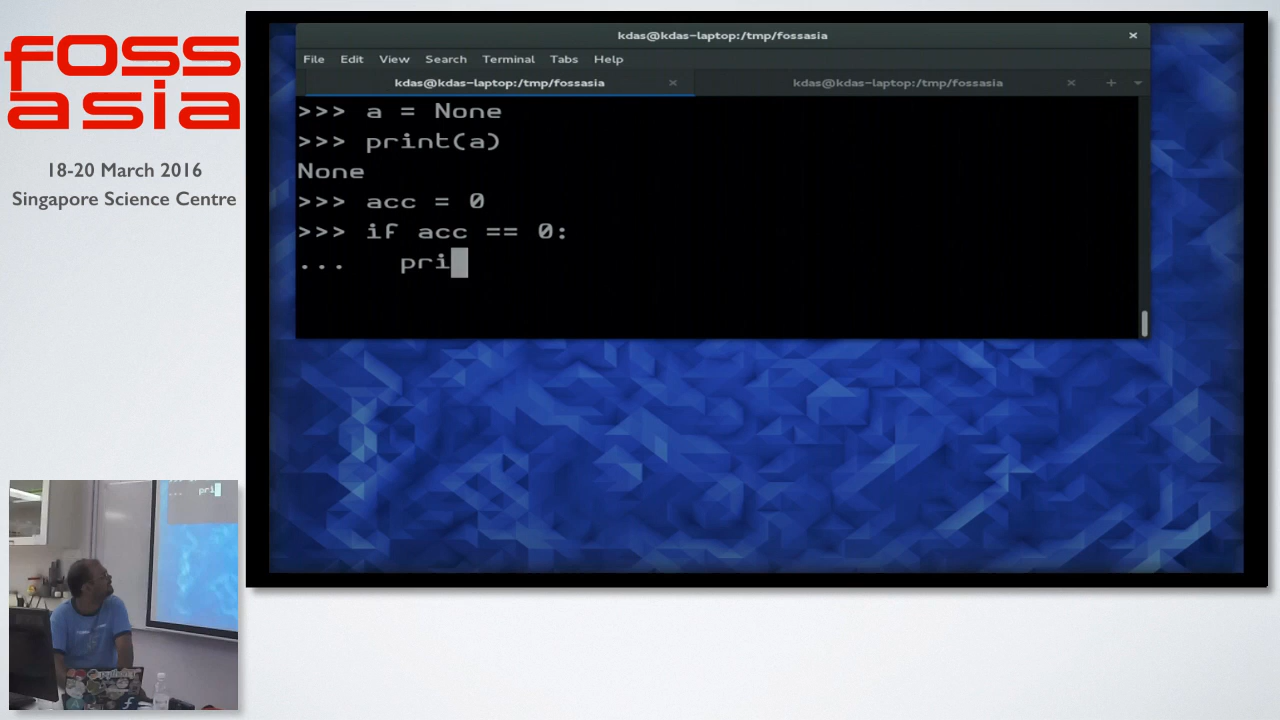 foss
asia
18-20 March 2016
Singapore Science Centre
kdas@kdas-laptop:/tmp/fossasia ×
File Edit View Search Terminal Tabs Help
kdas@kdas-laptop:/tmp/fossasia × kdas@kdas-laptop:/tmp/fossasia × +
>>> a = None
>>> print(a)
None
>>> acc = 0
>>> if acc == 0:
... pri
... pri